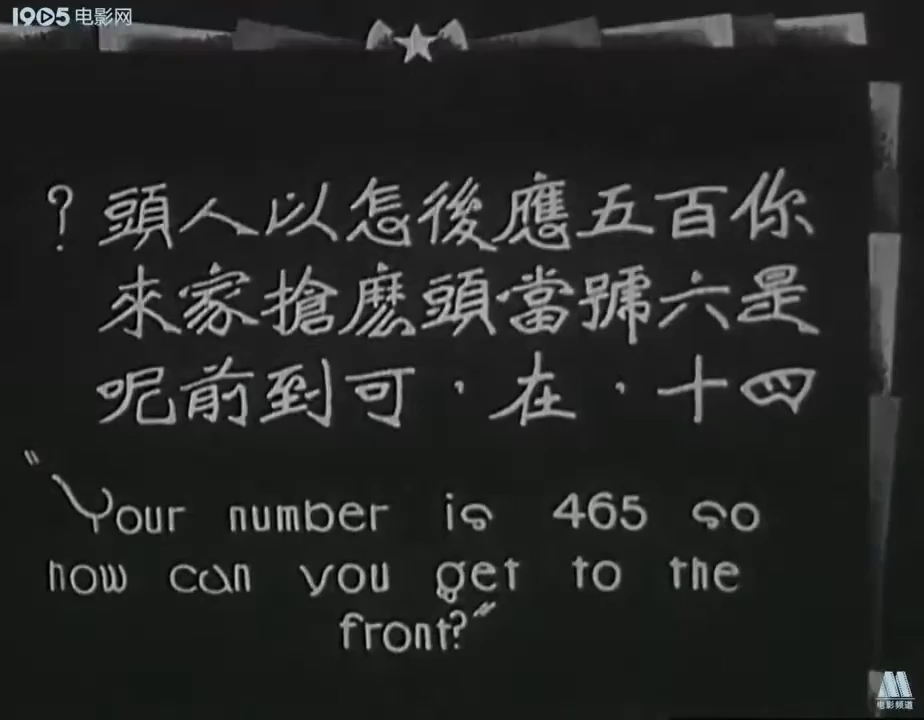 1905电影网
你是四
百六十
五號，
應當在
後頭，
怎麽可
以搶到
人家前
頭來呢
?
"Your number is 465 so
how can you get to the
front?"
电影频道